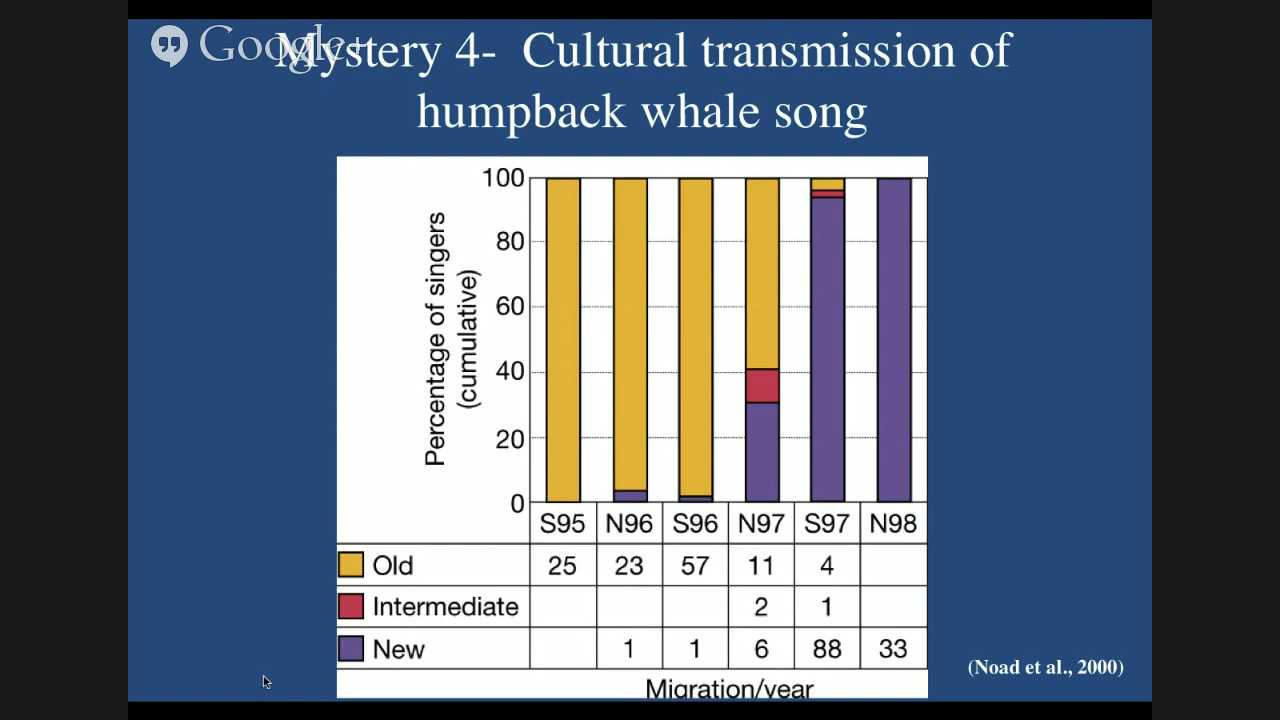 Google+
Mystery 4- Cultural transmission of
humpback whale song
Percentage of singers
(cumulative)
100
80
60
40
20
0
S95 N96 S96 N97 S97 N98
Old 25 23 57 11 4
Intermediate 2 1
New 1 1 6 88 33
Migration/year
(Noad et al., 2000)